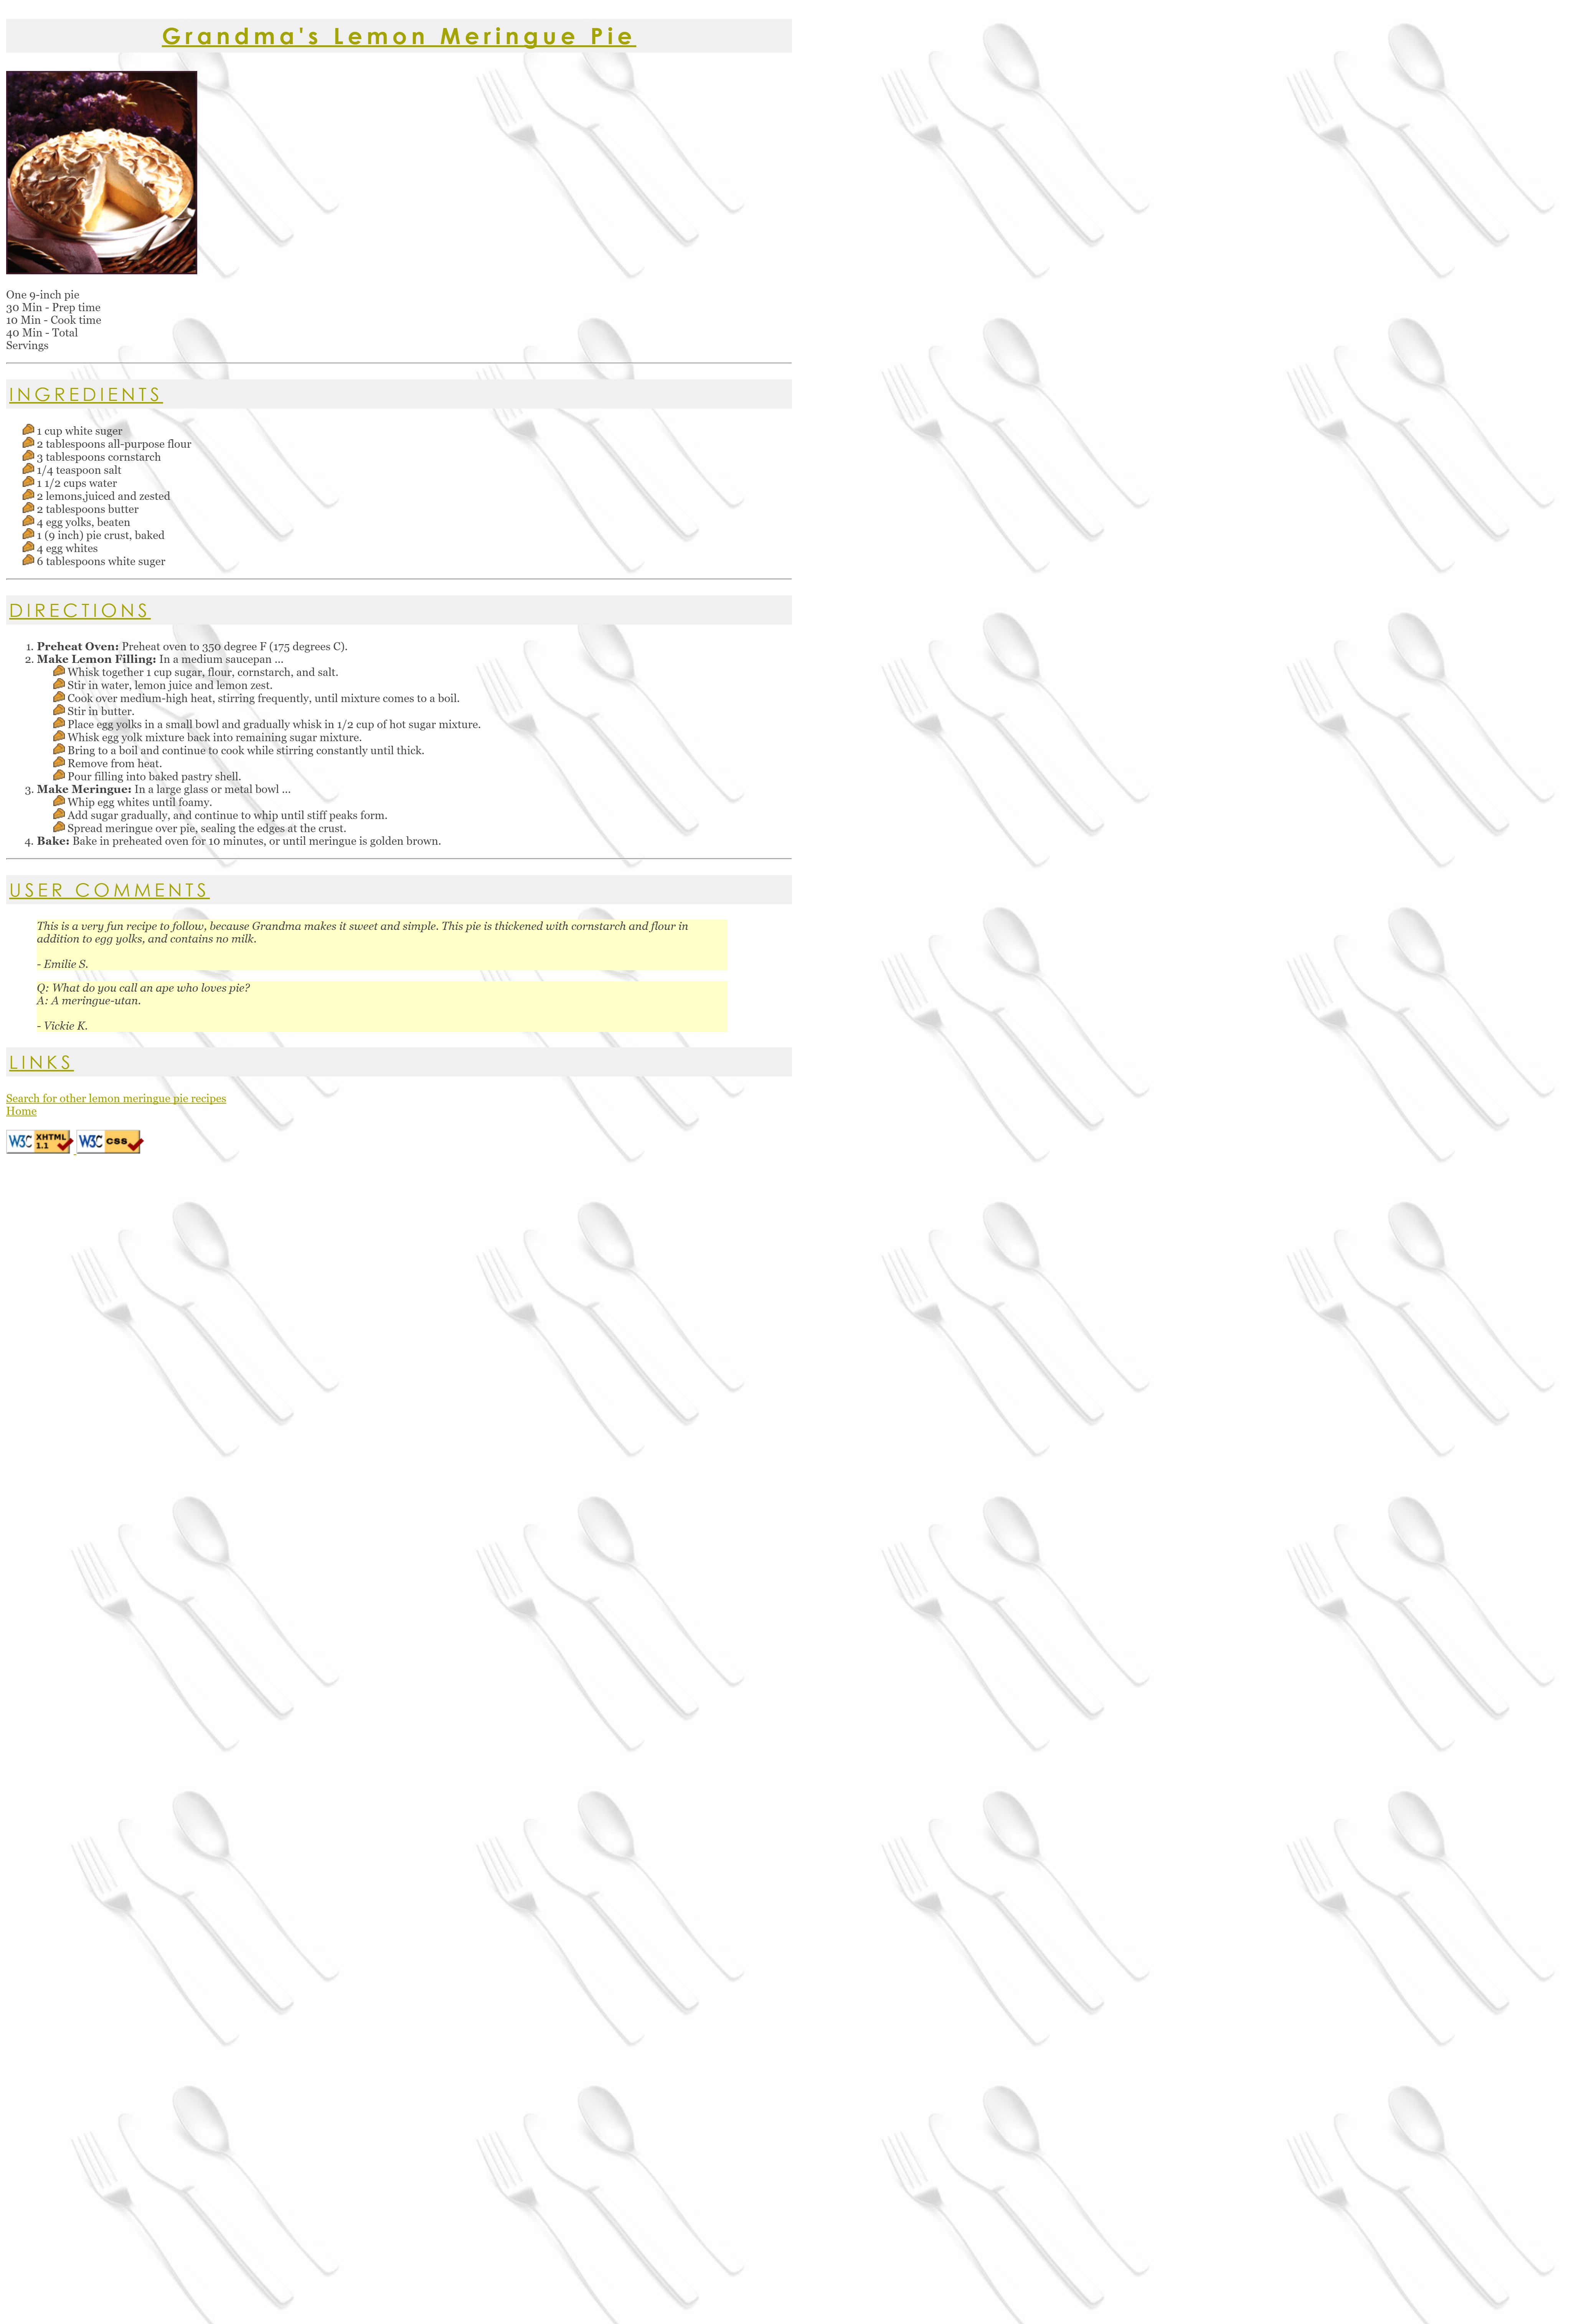 Grandma's Lemon Meringue Pie
One 9-inch pie
30 Min - Prep time
10 Min - Cook time
40 Min - Total
Servings
INGREDIENTS
1 cup white suger
2 tablespoons all-purpose flour
3 tablespoons cornstarch
1/4 teaspoon salt
1 1/2 cups water
2 lemons,juiced and zested
2 tablespoons butter
4 egg yolks, beaten
1 (9 inch) pie crust, baked
4 egg whites
6 tablespoons white suger
DIRECTIONS
1. Preheat Oven: Preheat oven to 350 degree F (175 degrees C).
2. Make Lemon Filling: In a medium saucepan ...
Whisk together 1 cup sugar, flour, cornstarch, and salt.
Stir in water, lemon juice and lemon zest.
Cook over medium-high heat, stirring frequently, until mixture comes to a boil.
Stir in butter.
Place egg yolks in a small bowl and gradually whisk in 1/2 cup of hot sugar mixture.
Whisk egg yolk mixture back into remaining sugar mixture.
Bring to a boil and continue to cook while stirring constantly until thick.
Remove from heat.
Pour filling into baked pastry shell.
3. Make Meringue: In a large glass or metal bowl ...
Whip egg whites until foamy.
Add sugar gradually, and continue to whip until stiff peaks form.
Spread meringue over pie, sealing the edges at the crust.
4. Bake: Bake in preheated oven for 10 minutes, or until meringue is golden brown.
USER COMMENTS
This is a very fun recipe to follow, because Grandma makes it sweet and simple. This pie is thickened with cornstarch and flour in
addition to egg yolks, and contains no milk.
- Emilie S.
Q: What do you call an ape who loves pie?
A: A meringue-utan.
- Vickie K.
LINKS
Search for other lemon meringue pie recipes
Home
W3C XHTML 1.1 W3C CSS